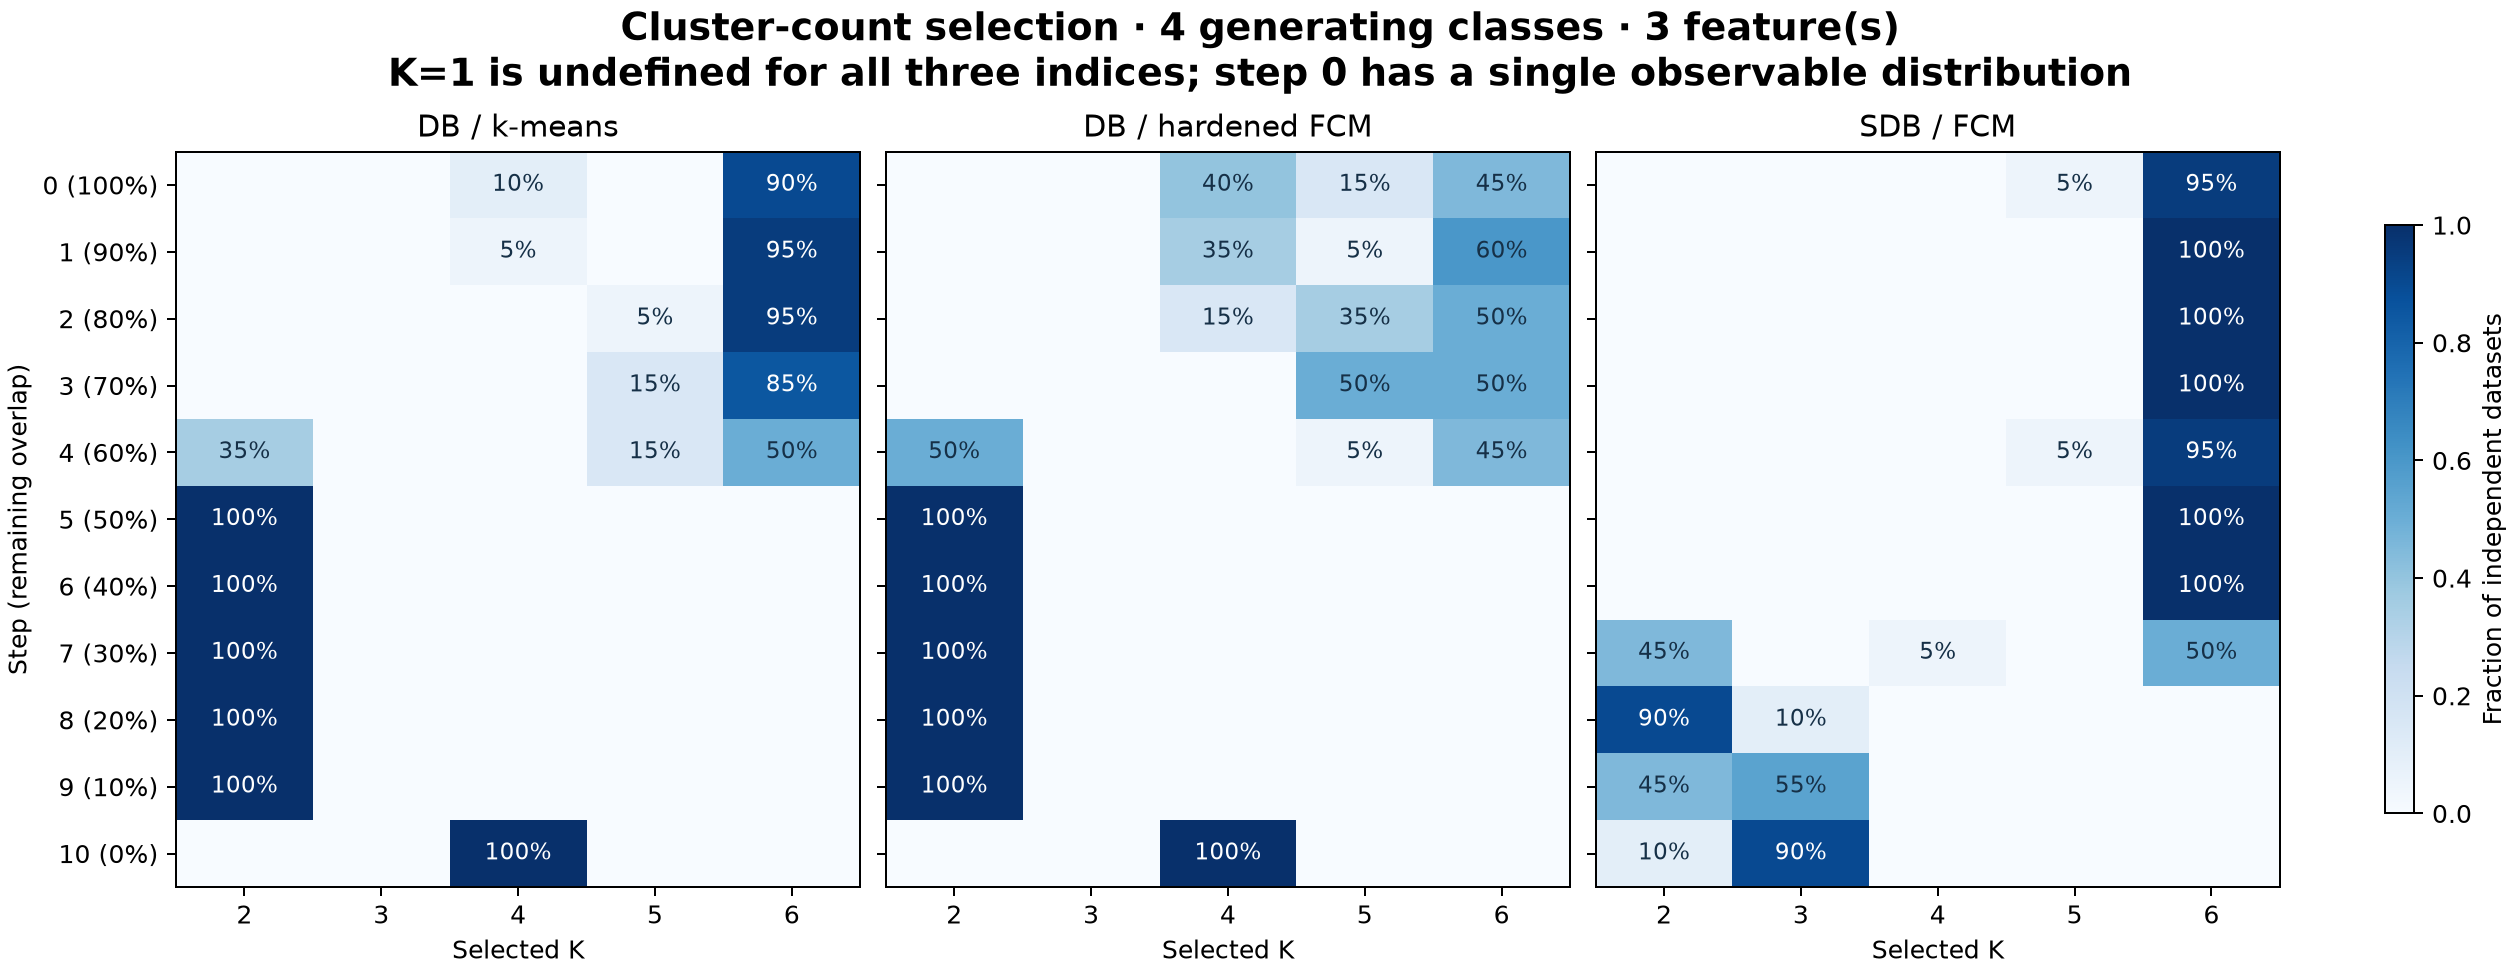 Cluster-count selection · 4 generating classes · 3 feature(s)
K=1 is undefined for all three indices; step 0 has a single observable distribution
DB / k-means
DB / hardened FCM
SDB / FCM
Step (remaining overlap)
0 (100%) 10% 90% 40% 15% 45% 5% 95%
1 (90%) 5% 95% 35% 5% 60% 100%
2 (80%) 5% 95% 15% 35% 50% 100%
3 (70%) 15% 85% 50% 50% 100%
4 (60%) 35% 15% 50% 50% 5% 45% 5% 95%
5 (50%) 100% 100% 100%
6 (40%) 100% 100% 100%
7 (30%) 100% 100% 45% 5% 50%
8 (20%) 100% 100% 90% 10%
9 (10%) 100% 100% 45% 55%
10 (0%) 100% 100% 10% 90%
2 3 4 5 6
2 3 4 5 6
2 3 4 5 6
Selected K
Selected K
Selected K
1.0
0.8
0.6
0.4
0.2
0.0
Fraction of independent datasets